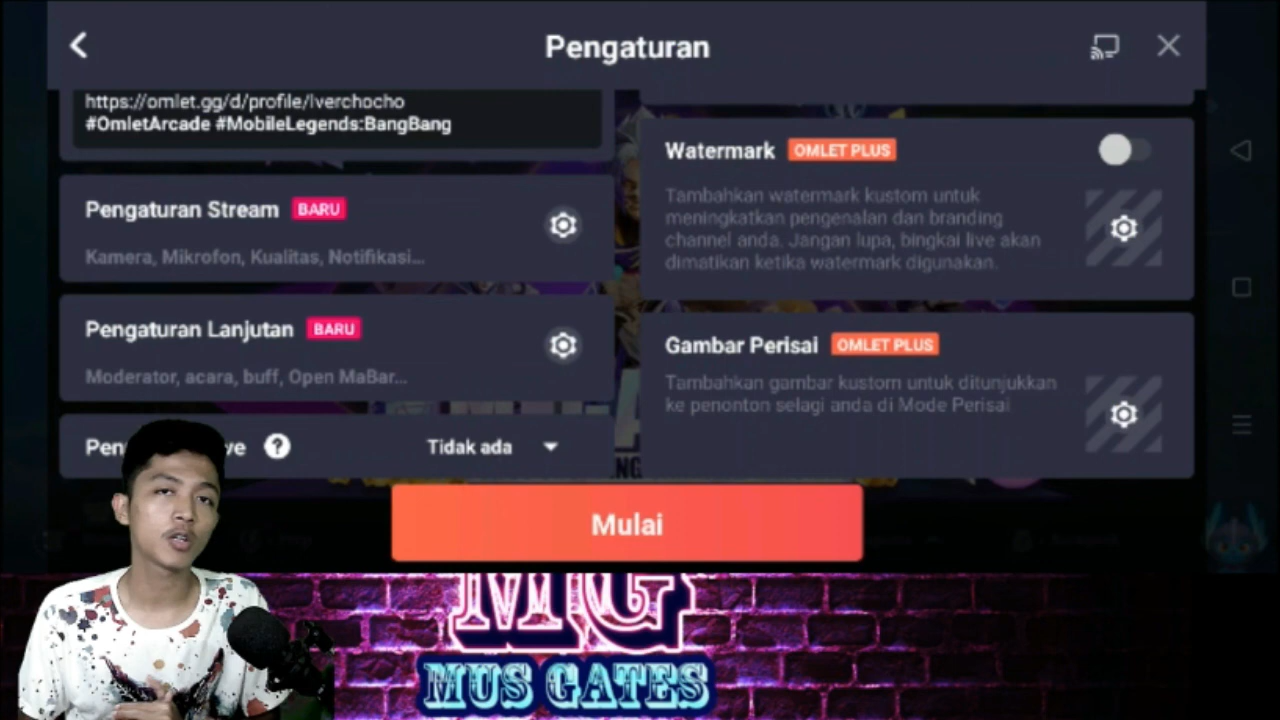 Pengaturan
https://omlet.gg/d/profile/lverchocho
#OmletArcade #MobileLegends:BangBang
Pengaturan Stream BARU
Kamera, Mikrofon, Kualitas, Notifikasi...
Pengaturan Lanjutan BARU
Moderator, acara, buff, Open MaBar...
Tidak ada
Watermark OMLET PLUS
Tambahkan watermark kustom untuk
meningkatkan pengenalan dan branding
channel anda. Jangan lupa, bingkai live akan
dimatikan ketika watermark digunakan.
Gambar Perisai OMLET PLUS
Tambahkan gambar kustom untuk ditunjukkan
ke penonton selagi anda di Mode Perisai
Mulai
MG
MUS GATES